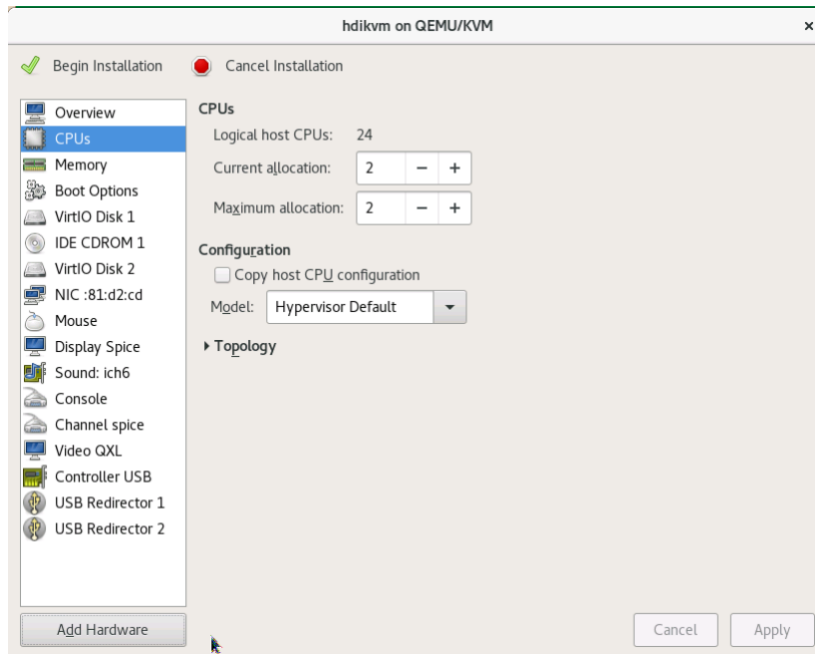 hdikvm on QEMU/KVM
Begin Installation
Cancel Installation
Overview
CPUs
Memory
Boot Options
VirtIO Disk 1
IDE CDROM 1
VirtIO Disk 2
NIC :81:d2:cd
Mouse
Display Spice
Sound: ich6
Console
Channel spice
Video QXL
Controller USB
USB Redirector 1
USB Redirector 2
Add Hardware
CPUs
Logical host CPUs: 24
Current allocation: 2 − +
Maximum allocation: 2 − +
Configuration
Copy host CPU configuration
Model: Hypervisor Default
Topology
Cancel
Apply